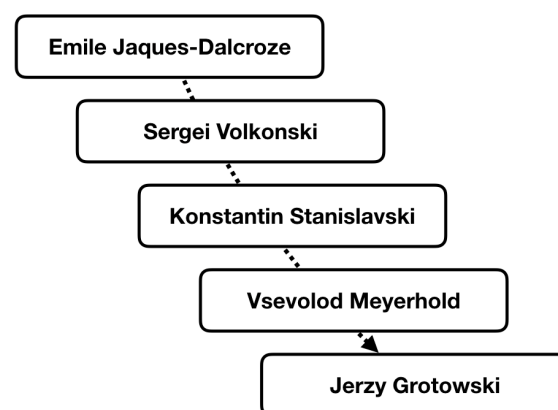 Emile Jaques-Dalcroze
Sergei Volkonski
Konstantin Stanislavski
Vsevolod Meyerhold
Jerzy Grotowski